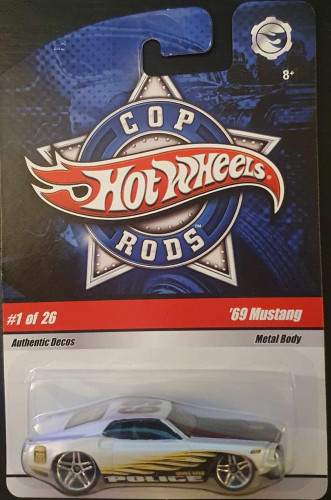 8+
COP
HOT WHEELS
RODS
#1 of 26
'69 Mustang
Authentic Decos
Metal Body
POLICE